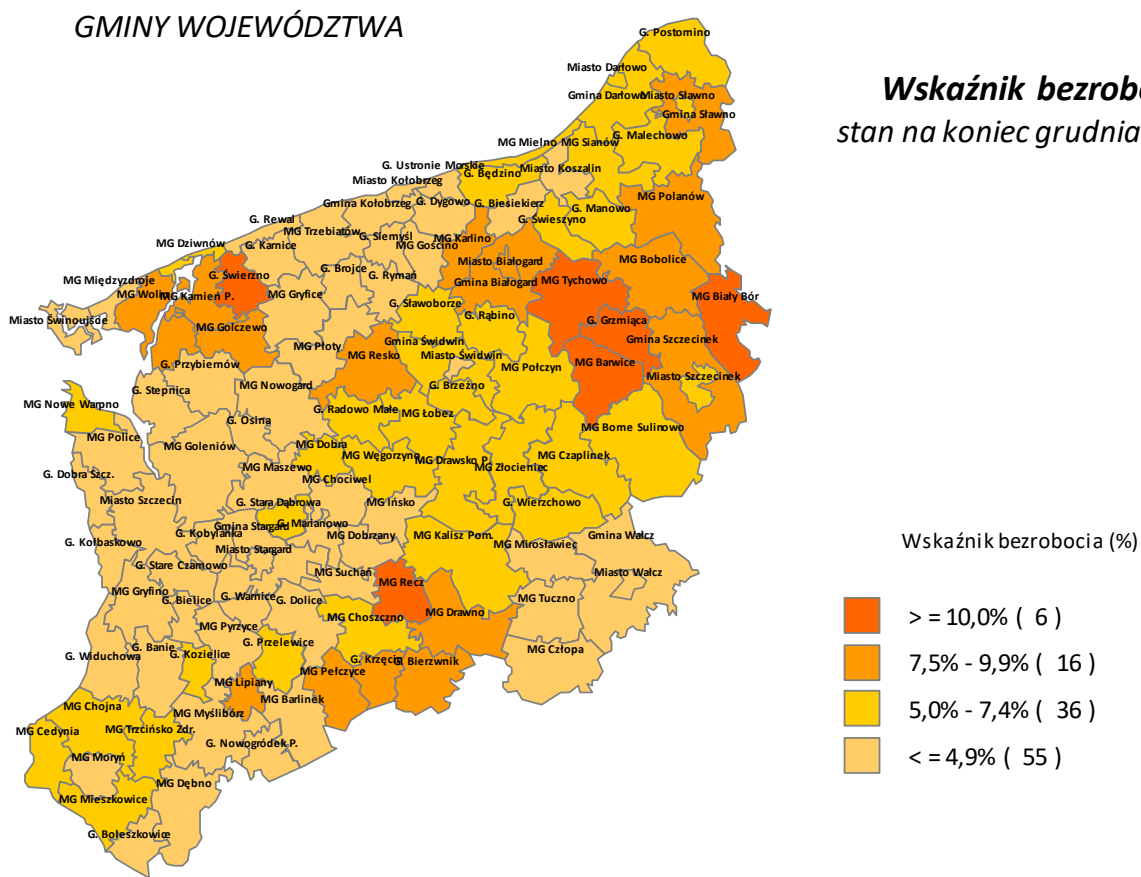 GMINY WOJEWÓDZTWA
Wskaźnik bezrobo
stan na koniec grudnia
G. Postomino
Miasto Darłowo
Gmina Darłowo
Miasto Sławno
Gmina Sławno
G. Malechowo
MG Mielno
MG Sianów
G. Ustronie Morskie
Miasto Koszalin
Miasto Kołobrzeg
G. Będzino
MG Polanów
Gmina Kołobrzeg
G. Dygowo
G. Biesiekierz
G. Manowo
G. Rewal
G. Świeszyno
MG Trzebiatów
G. Siemyśl
MG Karlino
MG Dziwnów
G. Karnice
MG Gościno
MG Bobolice
Miasto Białogard
G. Brojce
G. Rymań
MG Międzyzdroje
G. Świerzno
Gmina Białogard
MG Tychowo
MG Wolin
MG Kamień P.
MG Gryfice
MG Biały Bór
G. Sławoborze
G. Rąbino
G. Grzmiąca
Miasto Świnoujście
MG Golczewo
Gmina Świdwin
Gmina Szczecinek
MG Płoty
MG Resko
Miasto Świdwin
MG Połczyn
MG Barwice
G. Przybiernów
Miasto Szczecinek
G. Stepnica
MG Nowogard
G. Brzeżno
MG Nowe Warpno
G. Radowo Małe
MG Łobez
G. Osina
MG Borne Sulinowo
MG Police
MG Goleniów
MG Dobra
MG Węgorzyno
MG Drawsko P.
MG Czaplinek
MG Maszewo
MG Złocieniec
G. Dobra Szcz.
MG Chociwel
Miasto Szczecin
G. Stara Dąbrowa
MG Ińsko
G. Wierzchowo
Gmina Stargard
G. Marianowo
G. Kobylanka
MG Dobrzany
MG Kalisz Pom.
Gmina Wałcz
G. Kołbaskowo
Miasto Stargard
MG Mirosławiec
G. Stare Czarnowo
MG Suchań
Miasto Wałcz
MG Gryfino
MG Recz
G. Bielice
G. Warnice
G. Dolice
MG Tuczno
MG Drawno
MG Choszczno
MG Pyrzyce
G. Banie
G. Przelewice
MG Człopa
G. Widuchowa
G. Kozielice
G. Krzęcin
G. Bierzwnik
MG Pełczyce
MG Lipiany
MG Barlinek
MG Chojna
MG Myślibórz
MG Cedynia
MG Trzcińsko Zdr.
G. Nowogródek P.
MG Moryń
MG Dębno
MG Mieszkowice
G. Boleszkowice
Wskaźnik bezrobocia (%)
> = 10,0% ( 6 )
7,5% - 9,9% ( 16 )
5,0% - 7,4% ( 36 )
< = 4,9% ( 55 )